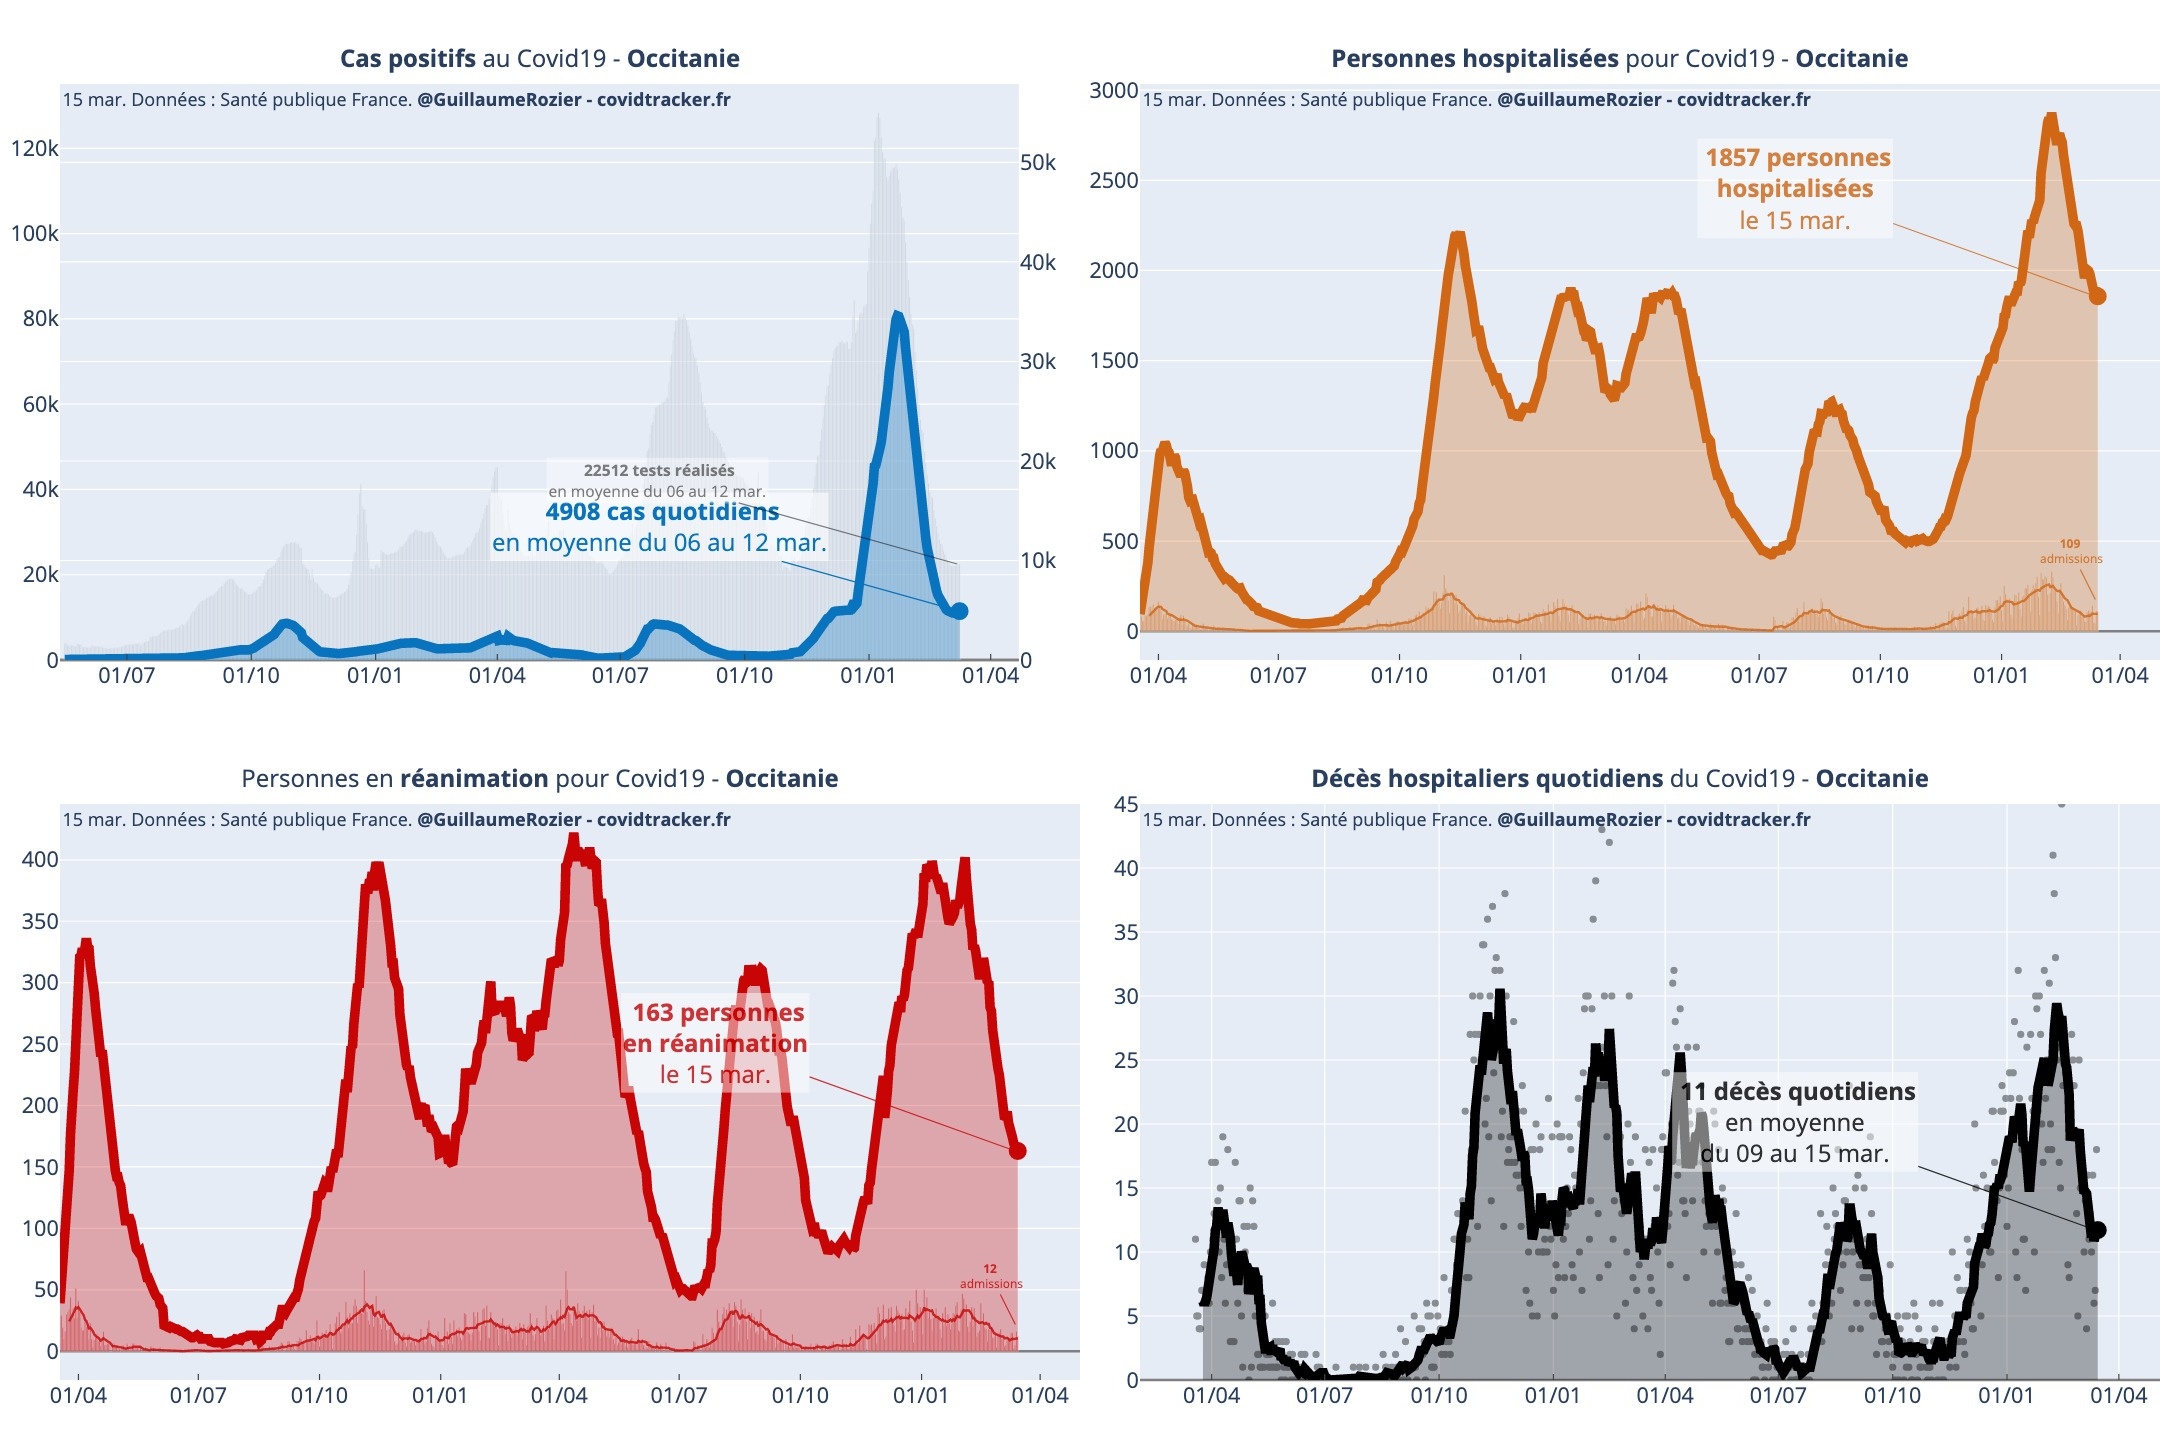 Cas positifs au Covid19 - Occitanie
15 mar. Données : Santé publique France. @GuillaumeRozier - covidtracker.fr
120k
100k
80k
60k
40k
20k
0
50k
40k
30k
20k
10k
0
22512 tests réalisés
en moyenne du 06 au 12 mar.
4908 cas quotidiens
en moyenne du 06 au 12 mar.
01/07 01/10 01/01 01/04 01/07 01/10 01/01 01/04
Personnes hospitalisées pour Covid19 - Occitanie
15 mar. Données : Santé publique France. @GuillaumeRozier - covidtracker.fr
3000
2500
2000
1500
1000
500
0
1857 personnes
hospitalisées
le 15 mar.
109
admissions
01/04 01/07 01/10 01/01 01/04 01/07 01/10 01/01 01/04
Personnes en réanimation pour Covid19 - Occitanie
15 mar. Données : Santé publique France. @GuillaumeRozier - covidtracker.fr
400
350
300
250
200
150
100
50
0
163 personnes
en réanimation
le 15 mar.
12
admissions
01/04 01/07 01/10 01/01 01/04 01/07 01/10 01/01 01/04
Décès hospitaliers quotidiens du Covid19 - Occitanie
15 mar. Données : Santé publique France. @GuillaumeRozier - covidtracker.fr
45
40
35
30
25
20
15
10
5
0
11 décès quotidiens
en moyenne
du 09 au 15 mar.
01/04 01/07 01/10 01/01 01/04 01/07 01/10 01/01 01/04